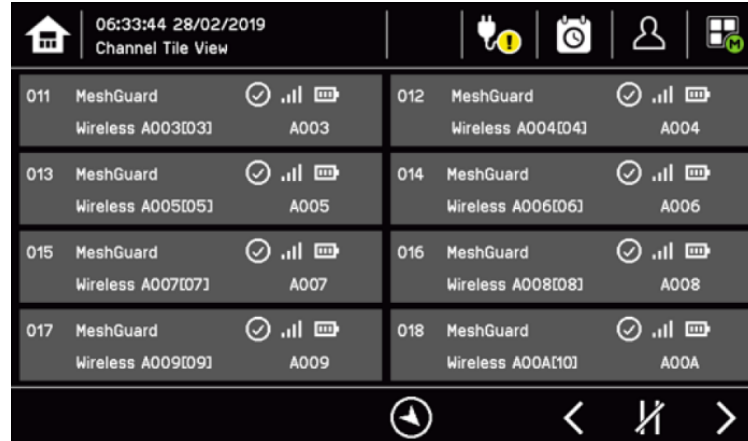 06:33:44 28/02/2019
Channel Tile View
M
011 MeshGuard
Wireless A003[03] A003
012 MeshGuard
Wireless A004[04] A004
013 MeshGuard
Wireless A005[05] A005
014 MeshGuard
Wireless A006[06] A006
015 MeshGuard
Wireless A007[07] A007
016 MeshGuard
Wireless A008[08] A008
017 MeshGuard
Wireless A009[09] A009
018 MeshGuard
Wireless A00A[10] A00A